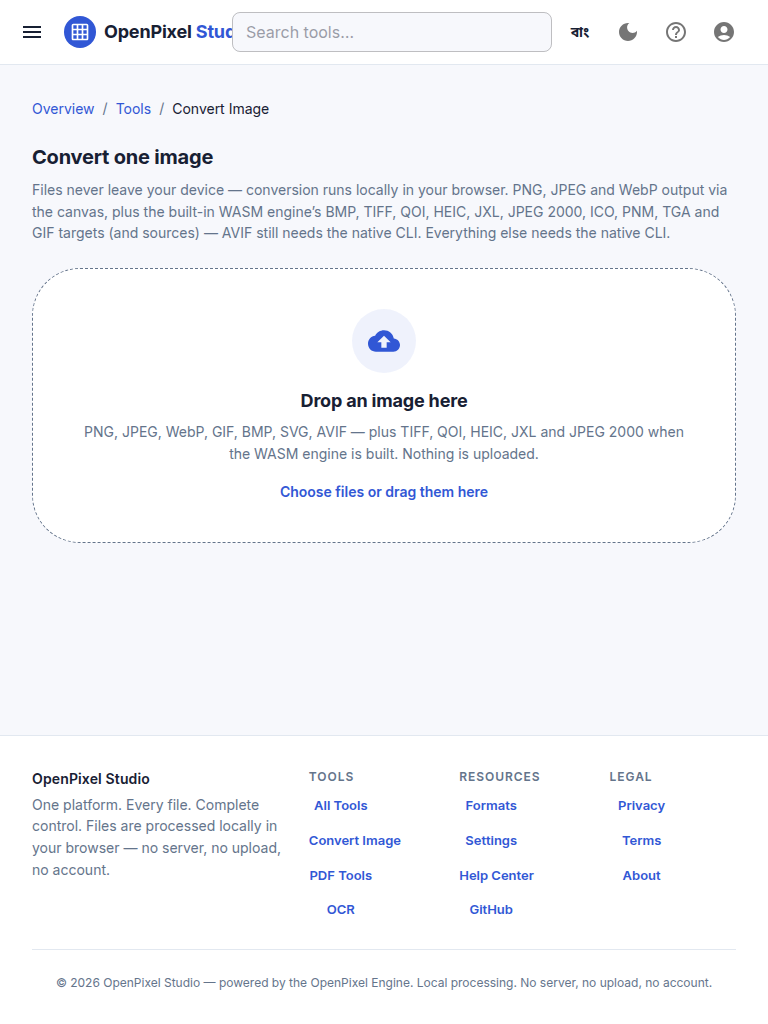 OpenPixel Stud
Search tools...
বাং
Overview / Tools / Convert Image
Convert one image
Files never leave your device — conversion runs locally in your browser. PNG, JPEG and WebP output via
the canvas, plus the built-in WASM engine’s BMP, TIFF, QOI, HEIC, JXL, JPEG 2000, ICO, PNM, TGA and
GIF targets (and sources) — AVIF still needs the native CLI. Everything else needs the native CLI.
Drop an image here
PNG, JPEG, WebP, GIF, BMP, SVG, AVIF — plus TIFF, QOI, HEIC, JXL and JPEG 2000 when
the WASM engine is built. Nothing is uploaded.
Choose files or drag them here
OpenPixel Studio
One platform. Every file. Complete
control. Files are processed locally in
your browser — no server, no upload,
no account.
TOOLS
All Tools
Convert Image
PDF Tools
OCR
RESOURCES
Formats
Settings
Help Center
GitHub
LEGAL
Privacy
Terms
About
© 2026 OpenPixel Studio — powered by the OpenPixel Engine. Local processing. No server, no upload, no account.